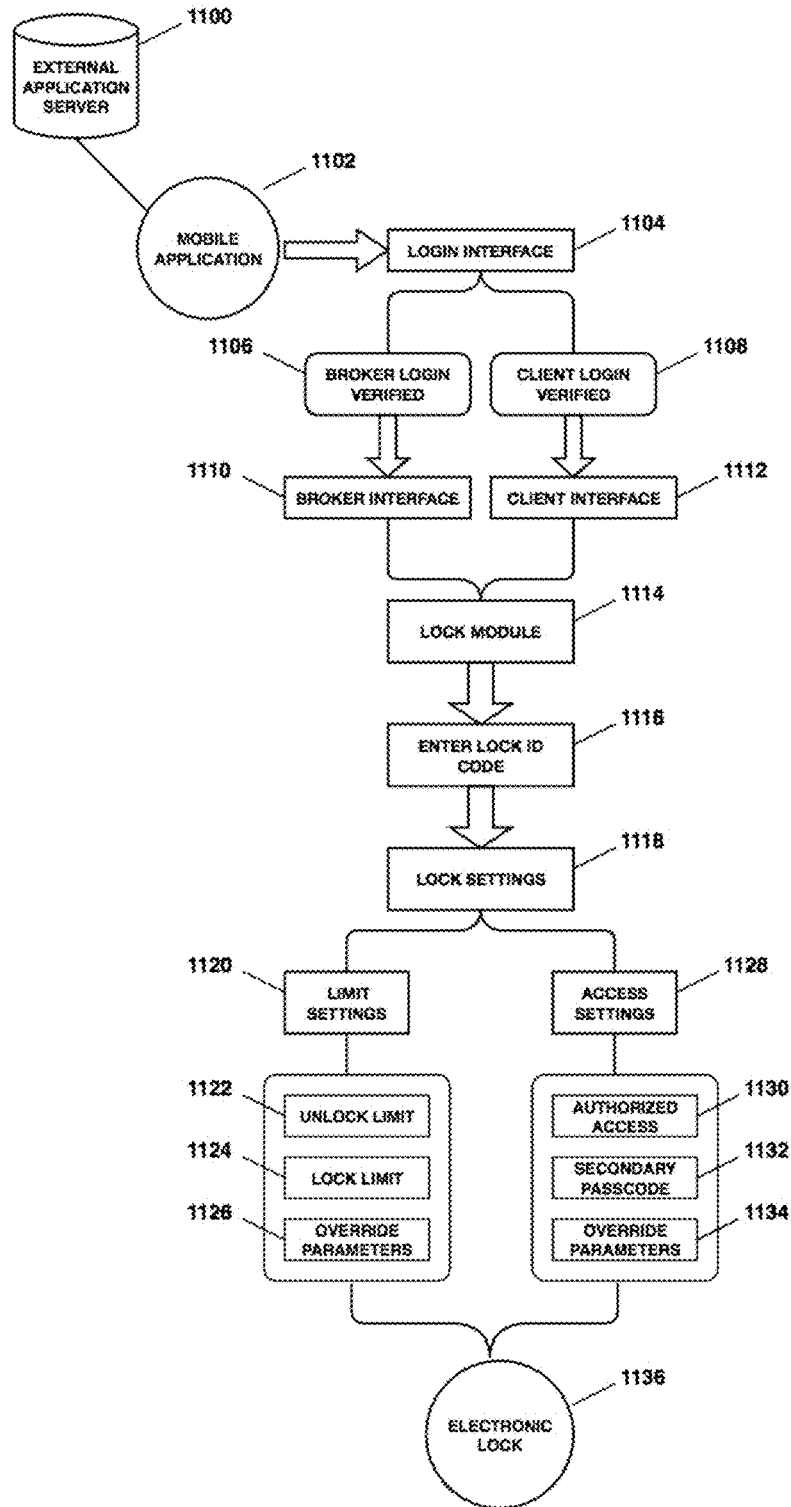 1100
EXTERNAL
APPLICATION
SERVER
1102
MOBILE
APPLICATION
1104
LOGIN INTERFACE
1106
BROKER LOGIN
VERIFIED
1108
CLIENT LOGIN
VERIFIED
1110
BROKER INTERFACE
1112
CLIENT INTERFACE
1114
LOCK MODULE
1116
ENTER LOCK ID
CODE
1118
LOCK SETTINGS
1120
LIMIT
SETTINGS
1128
ACCESS
SETTINGS
1122
UNLOCK LIMIT
1124
LOCK LIMIT
1126
OVERRIDE
PARAMETERS
1130
AUTHORIZED
ACCESS
1132
SECONDARY
PASSCODE
1134
OVERRIDE
PARAMETERS
1136
ELECTRONIC
LOCK